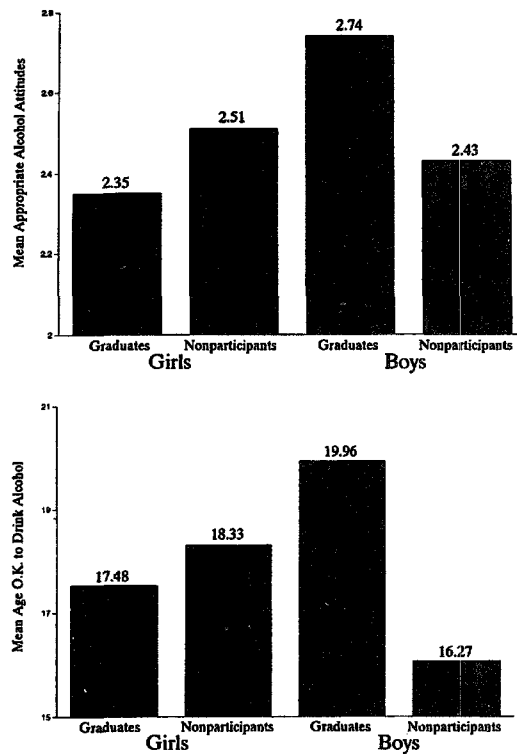 Mean Appropriate Alcohol Attitudes
2.8
2.6
2.4
2.2
2
2.35
2.51
2.74
2.43
Graduates Nonparticipants Graduates Nonparticipants
Girls Boys
Mean Age O.K. to Drink Alcohol
21
19
17
15
17.48
18.33
19.96
16.27
Graduates Nonparticipants Graduates Nonparticipants
Girls Boys